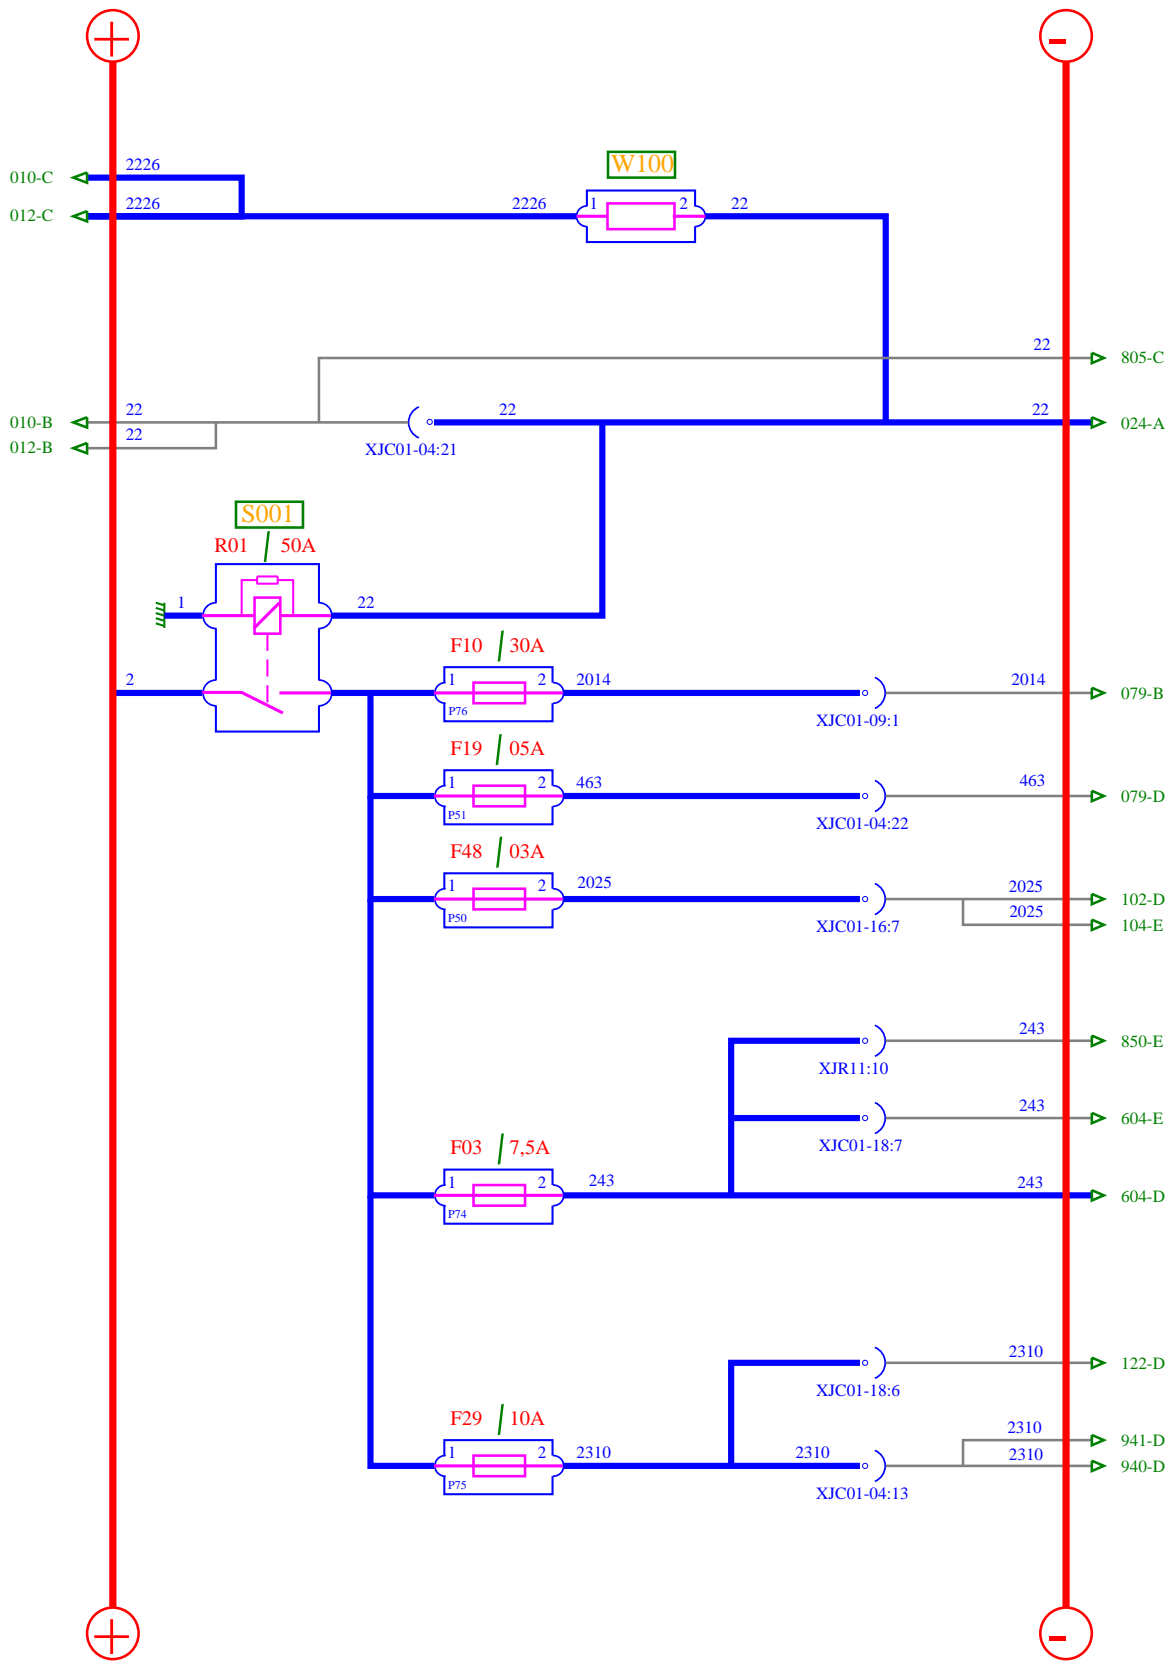 + -
2226
010-C
2226 2226 1 W100 2 22
012-C
22 805-C
22 22 22
010-B 024-A
22
012-B XJC01-04:21
S001
R01 / 50A
1 22
F10 / 30A
2 1 2 2014 2014 079-B
P76 XJC01-09:1
F19 / 05A
1 2 463 463 079-D
P51 XJC01-04:22
F48 / 03A
1 2 2025 2025 102-D
P50 XJC01-16:7 2025 104-E
243 850-E
XJR11:10
243 604-E
XJC01-18:7
F03 / 7,5A
1 2 243 243 604-D
P74
2310 122-D
XJC01-18:6
F29 / 10A
2310 941-D
1 2 2310 2310 2310 940-D
P75 XJC01-04:13
+ -